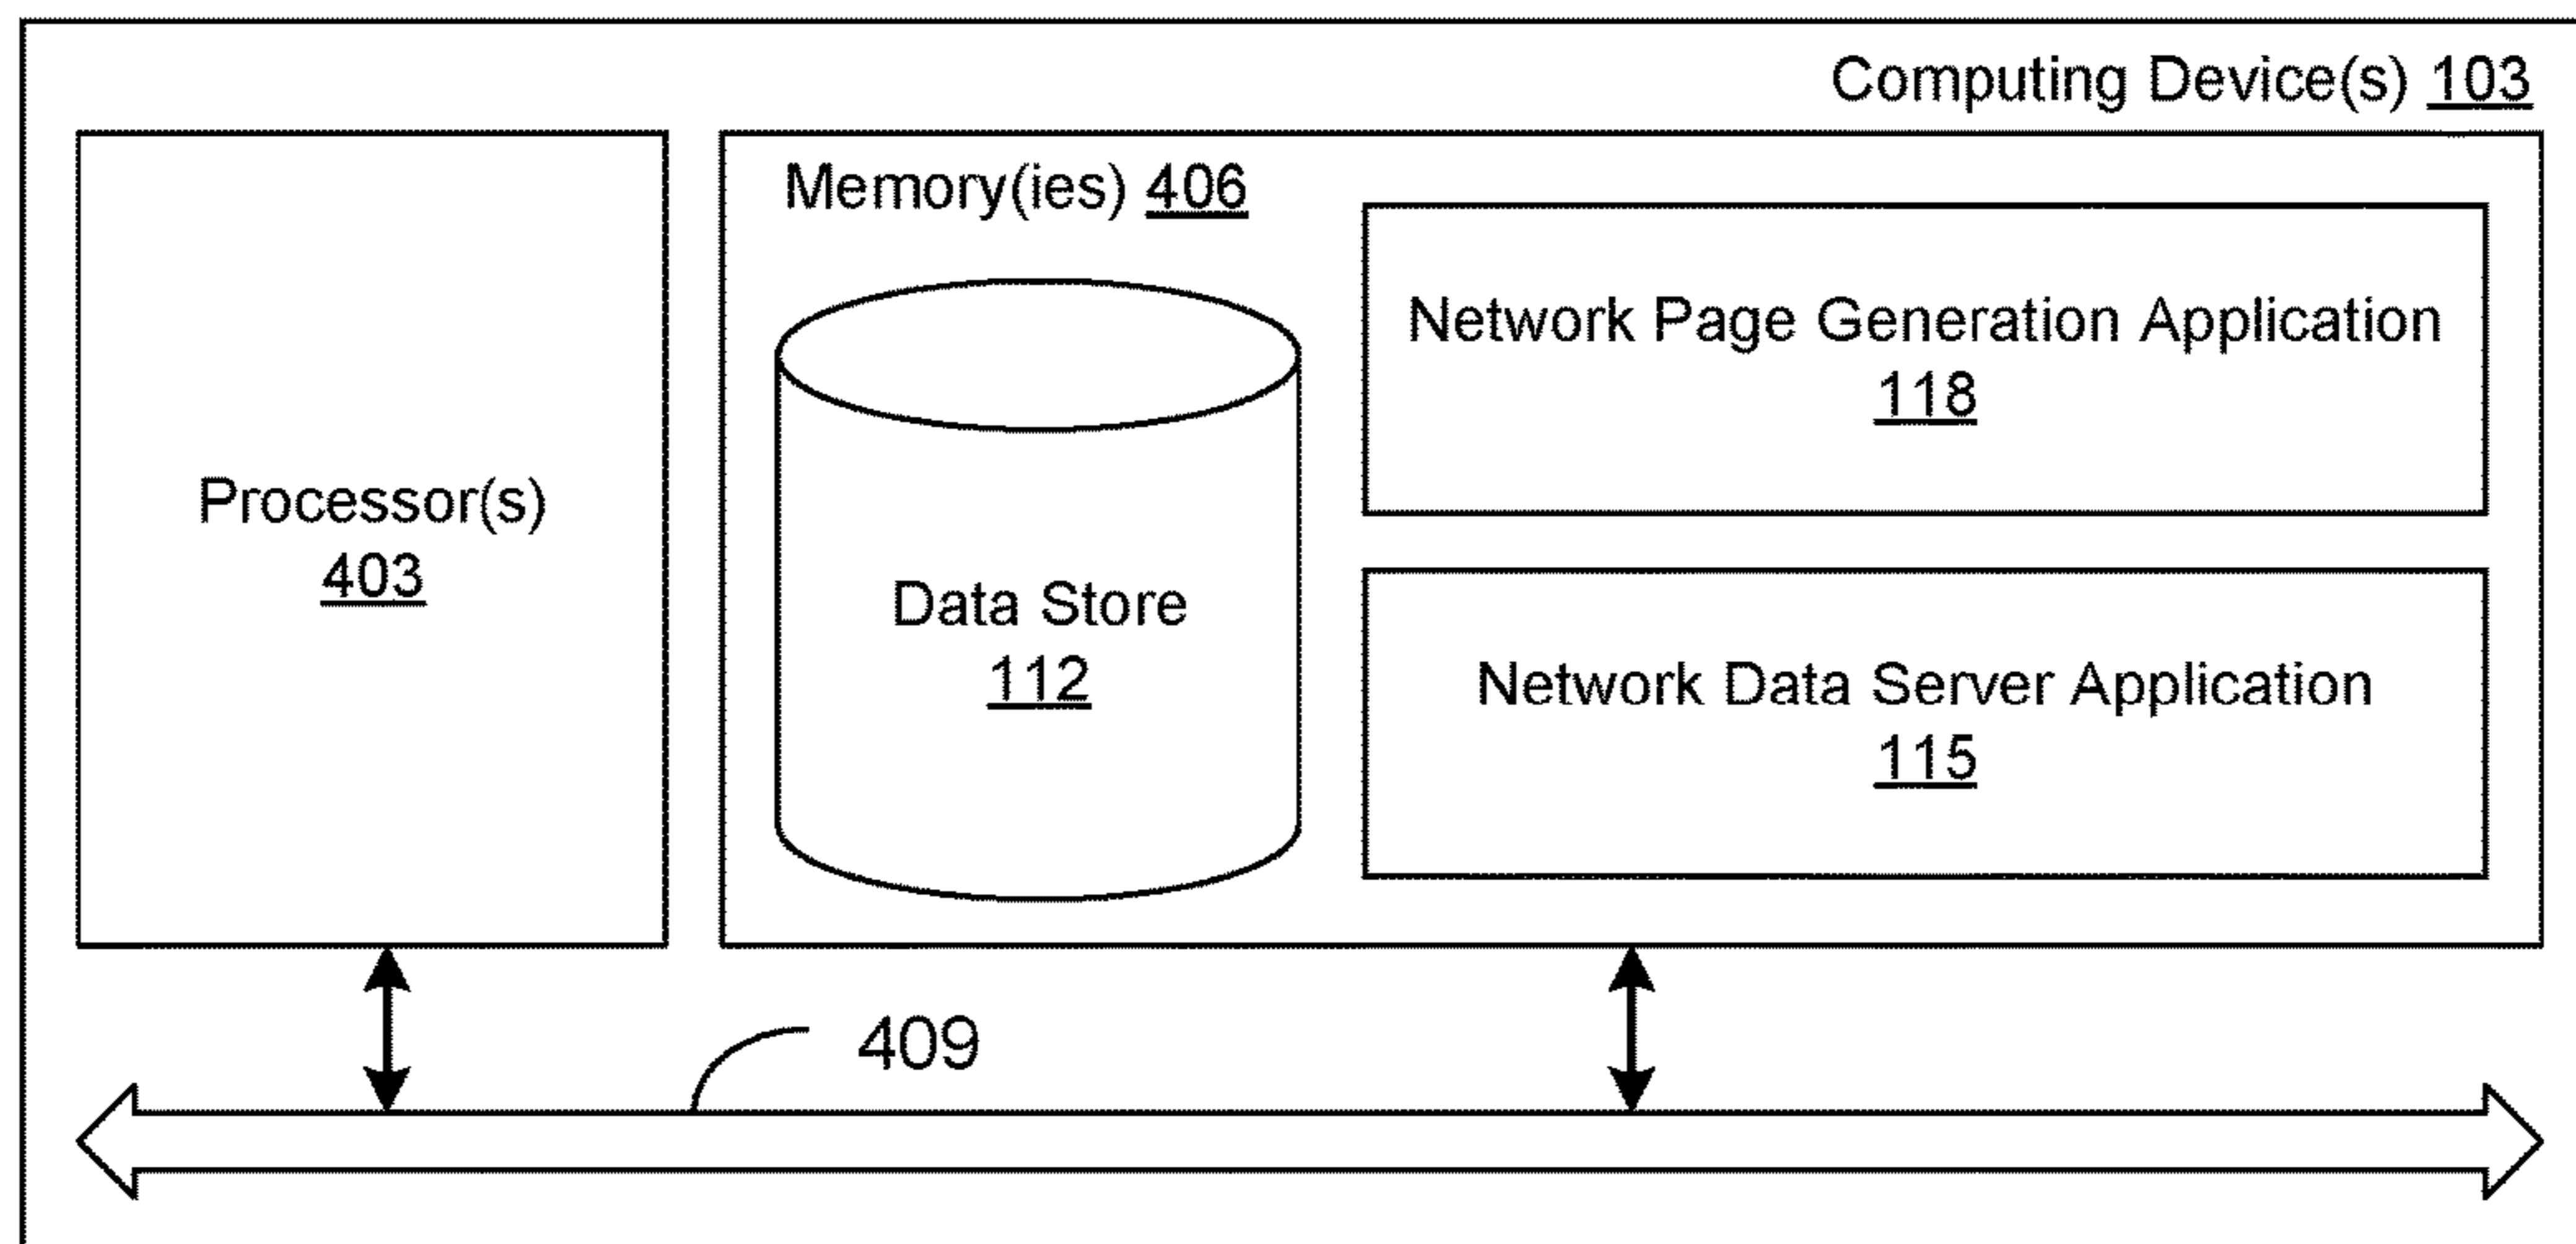 Computing Device(s) 103
Memory(ies) 406
Network Page Generation Application
118
Processor(s)
403
Data Store
112
Network Data Server Application
115
409